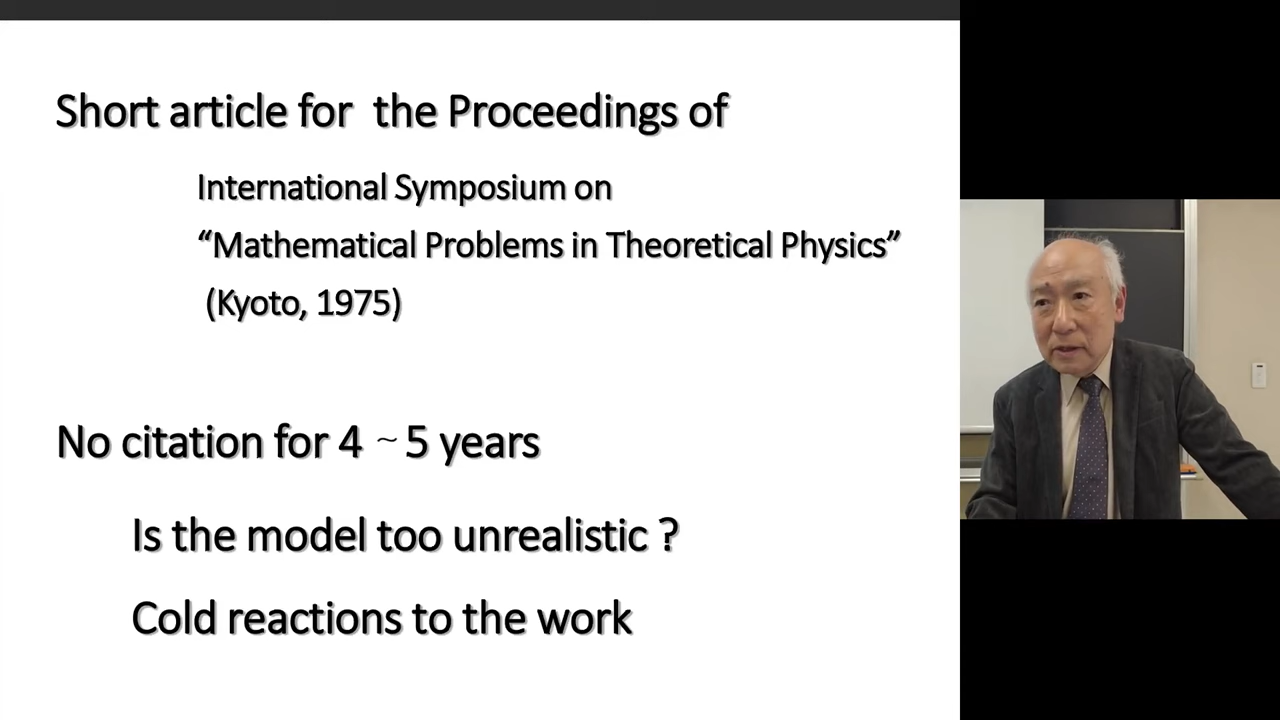 Short article for the Proceedings of
International Symposium on
“Mathematical Problems in Theoretical Physics”
(Kyoto, 1975)
No citation for 4 ~ 5 years
Is the model too unrealistic ?
Cold reactions to the work